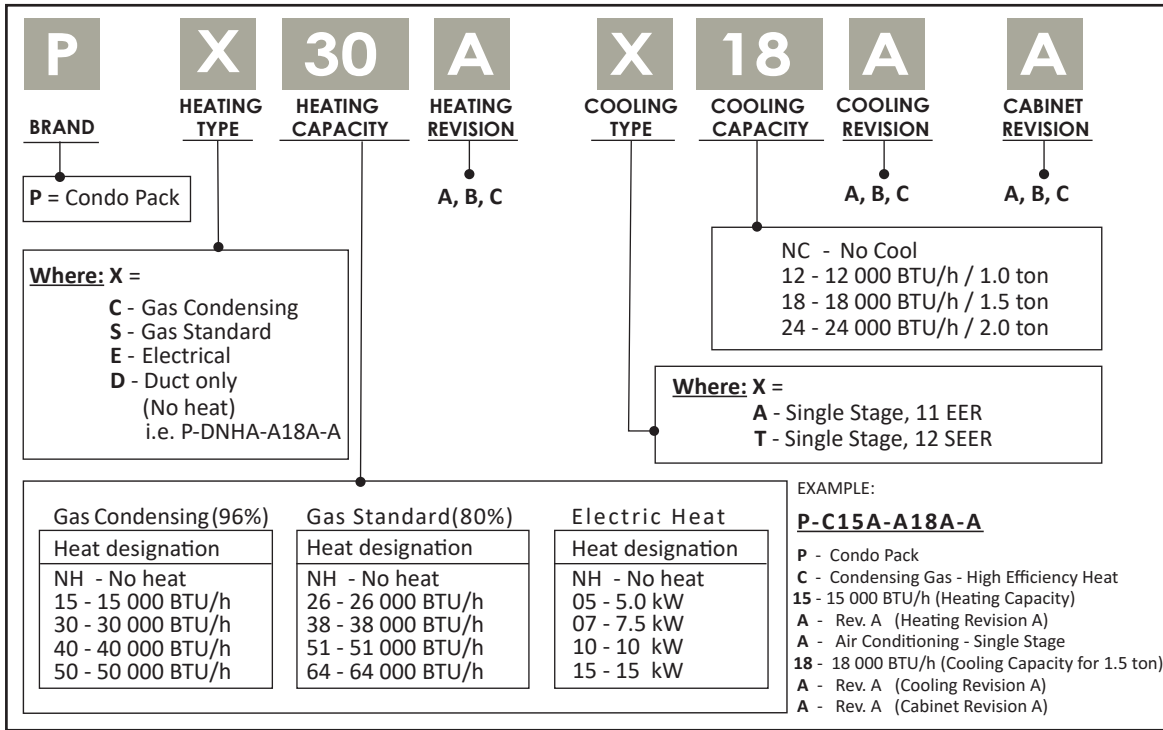 P X 30 A X 18 A A
BRAND
HEATING TYPE
HEATING CAPACITY
HEATING REVISION
COOLING TYPE
COOLING CAPACITY
COOLING REVISION
CABINET REVISION
P = Condo Pack
A, B, C
A, B, C
A, B, C
Where: X =
C - Gas Condensing
S - Gas Standard
E - Electrical
D - Duct only
(No heat)
i.e. P-DNHA-A18A-A
NC - No Cool
12 - 12 000 BTU/h / 1.0 ton
18 - 18 000 BTU/h / 1.5 ton
24 - 24 000 BTU/h / 2.0 ton
Where: X =
A - Single Stage, 11 EER
T - Single Stage, 12 SEER
Gas Condensing (96%)
Heat designation
NH - No heat
15 - 15 000 BTU/h
30 - 30 000 BTU/h
40 - 40 000 BTU/h
50 - 50 000 BTU/h
Gas Standard (80%)
Heat designation
NH - No heat
26 - 26 000 BTU/h
38 - 38 000 BTU/h
51 - 51 000 BTU/h
64 - 64 000 BTU/h
Electric Heat
Heat designation
NH - No heat
05 - 5.0 kW
07 - 7.5 kW
10 - 10 kW
15 - 15 kW
EXAMPLE:
P-C15A-A18A-A
P - Condo Pack
C - Condensing Gas - High Efficiency Heat
15 - 15 000 BTU/h (Heating Capacity)
A - Rev. A (Heating Revision A)
A - Air Conditioning - Single Stage
18 - 18 000 BTU/h (Cooling Capacity for 1.5 ton)
A - Rev. A (Cooling Revision A)
A - Rev. A (Cabinet Revision A)